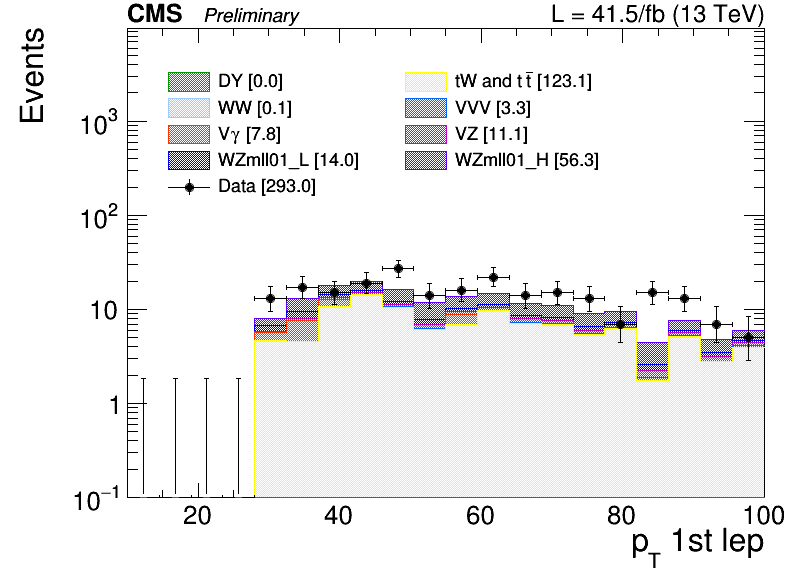 CMS Preliminary L = 41.5/fb (13 TeV)
Events
DY [0.0] tW and t t̄ [123.1]
WW [0.1] VVV [3.3]
Vγ [7.8] VZ [11.1]
WZmll01_L [14.0] WZmll01_H [56.3]
Data [293.0]
10³
10²
10
1
10⁻¹
20 40 60 80 100
p_T 1st lep